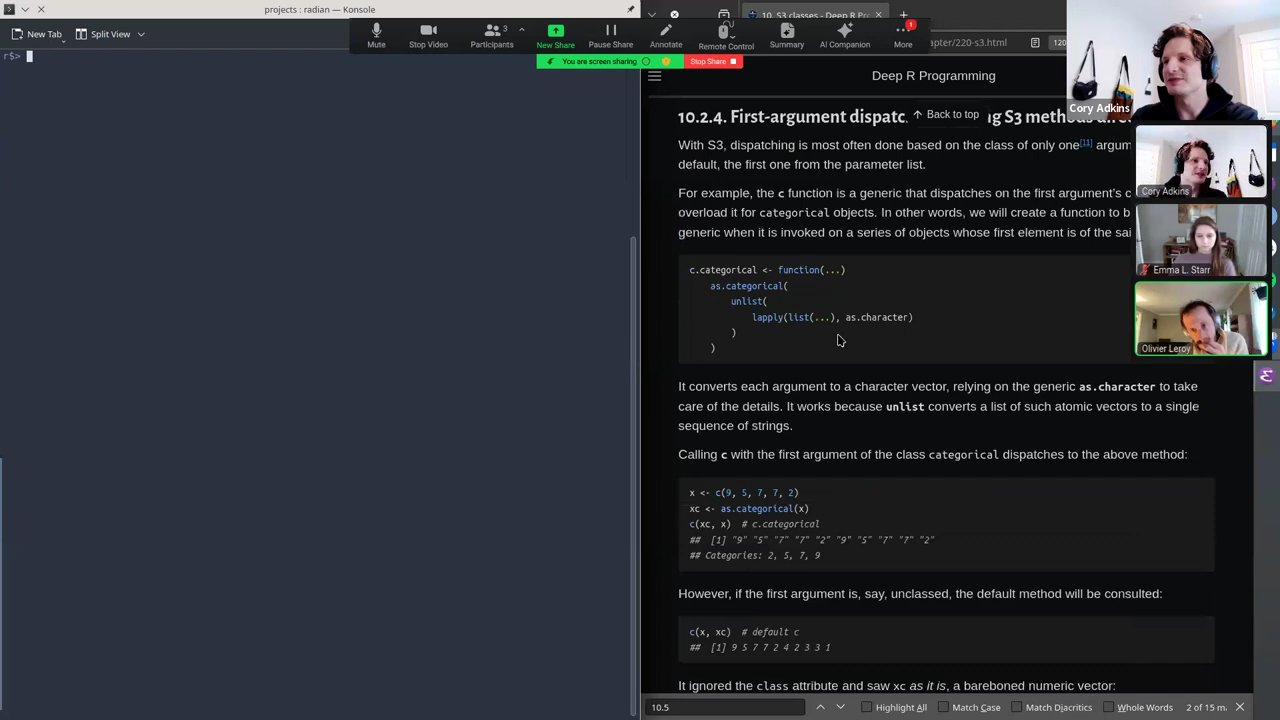 projects : radian — Konsole
New Tab
Split View
r$>
Mute
Stop Video
Participants
3
New Share
Pause Share
Annotate
Remote Control
Summary
AI Companion
More
1
You are screen sharing
Stop Share
10. S3 classes - Deep R Pro
apter/220-s3.html
120
Deep R Programming
Back to top
10.2.4. First-argument dispatc
g S3 methods dire
With S3, dispatching is most often done based on the class of only one[11] argum
default, the first one from the parameter list.
For example, the c function is a generic that dispatches on the first argument's c
overload it for categorical objects. In other words, we will create a function to b
generic when it is invoked on a series of objects whose first element is of the sai
c.categorical <- function(...)
as.categorical(
unlist(
lapply(list(...), as.character)
)
)
It converts each argument to a character vector, relying on the generic as.character to take
care of the details. It works because unlist converts a list of such atomic vectors to a single
sequence of strings.
Calling c with the first argument of the class categorical dispatches to the above method:
x <- c(9, 5, 7, 7, 2)
xc <- as.categorical(x)
c(xc, x) # c.categorical
## [1] "9" "5" "7" "7" "2" "9" "5" "7" "7" "2"
## Categories: 2, 5, 7, 9
However, if the first argument is, say, unclassed, the default method will be consulted:
c(x, xc) # default c
## [1] 9 5 7 7 2 4 2 3 3 1
It ignored the class attribute and saw xc as it is, a bareboned numeric vector:
10.5
Highlight All
Match Case
Match Diacritics
Whole Words
2 of 15 m
Cory Adkins
Cory Adkins
Emma L. Starr
Olivier Leroy